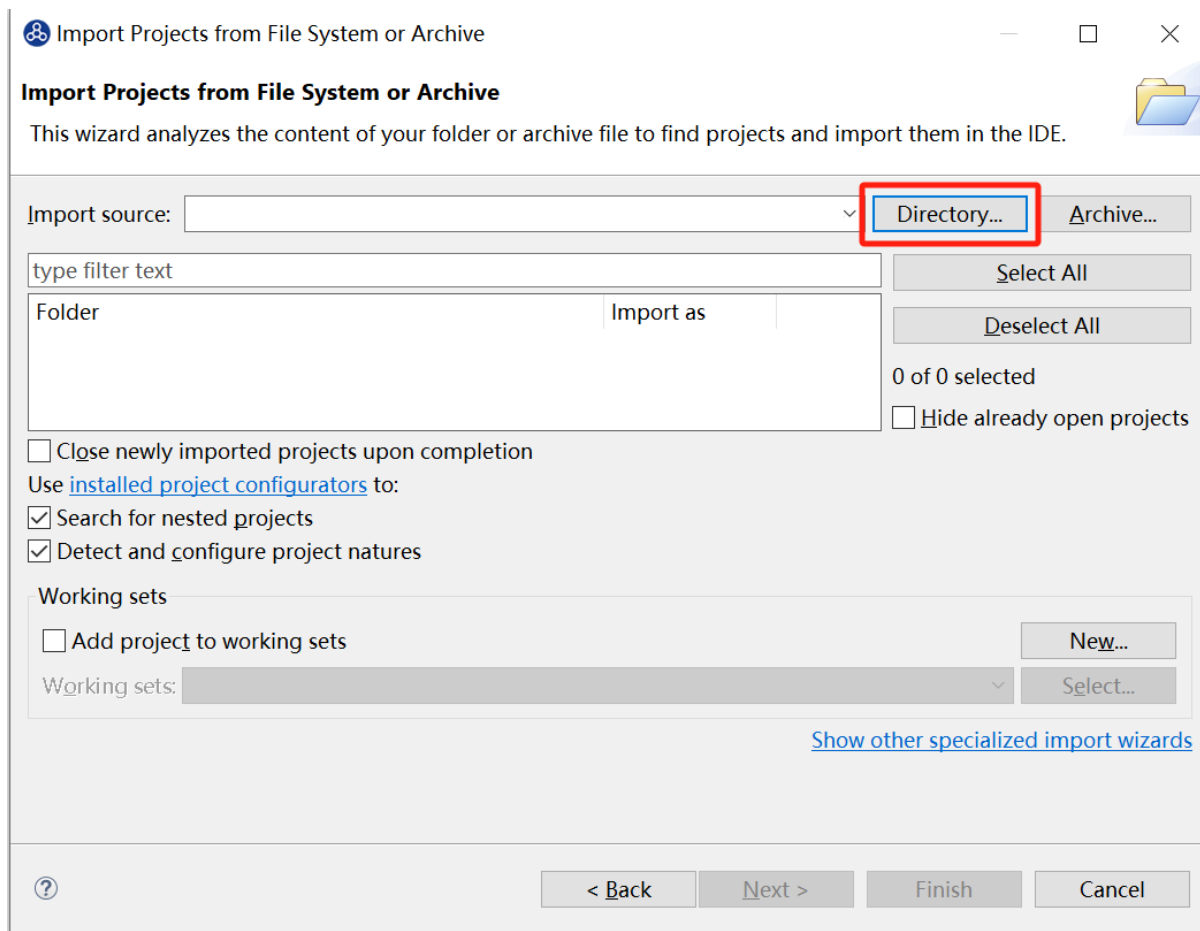 Import Projects from File System or Archive
Import Projects from File System or Archive
This wizard analyzes the content of your folder or archive file to find projects and import them in the IDE.
Import source: Directory... Archive...
type filter text Select All
Folder Import as
Deselect All
0 of 0 selected
Hide already open projects
Close newly imported projects upon completion
Use installed project configurators to:
Search for nested projects
Detect and configure project natures
Working sets
Add project to working sets New...
Working sets: Select...
Show other specialized import wizards
? < Back Next > Finish Cancel